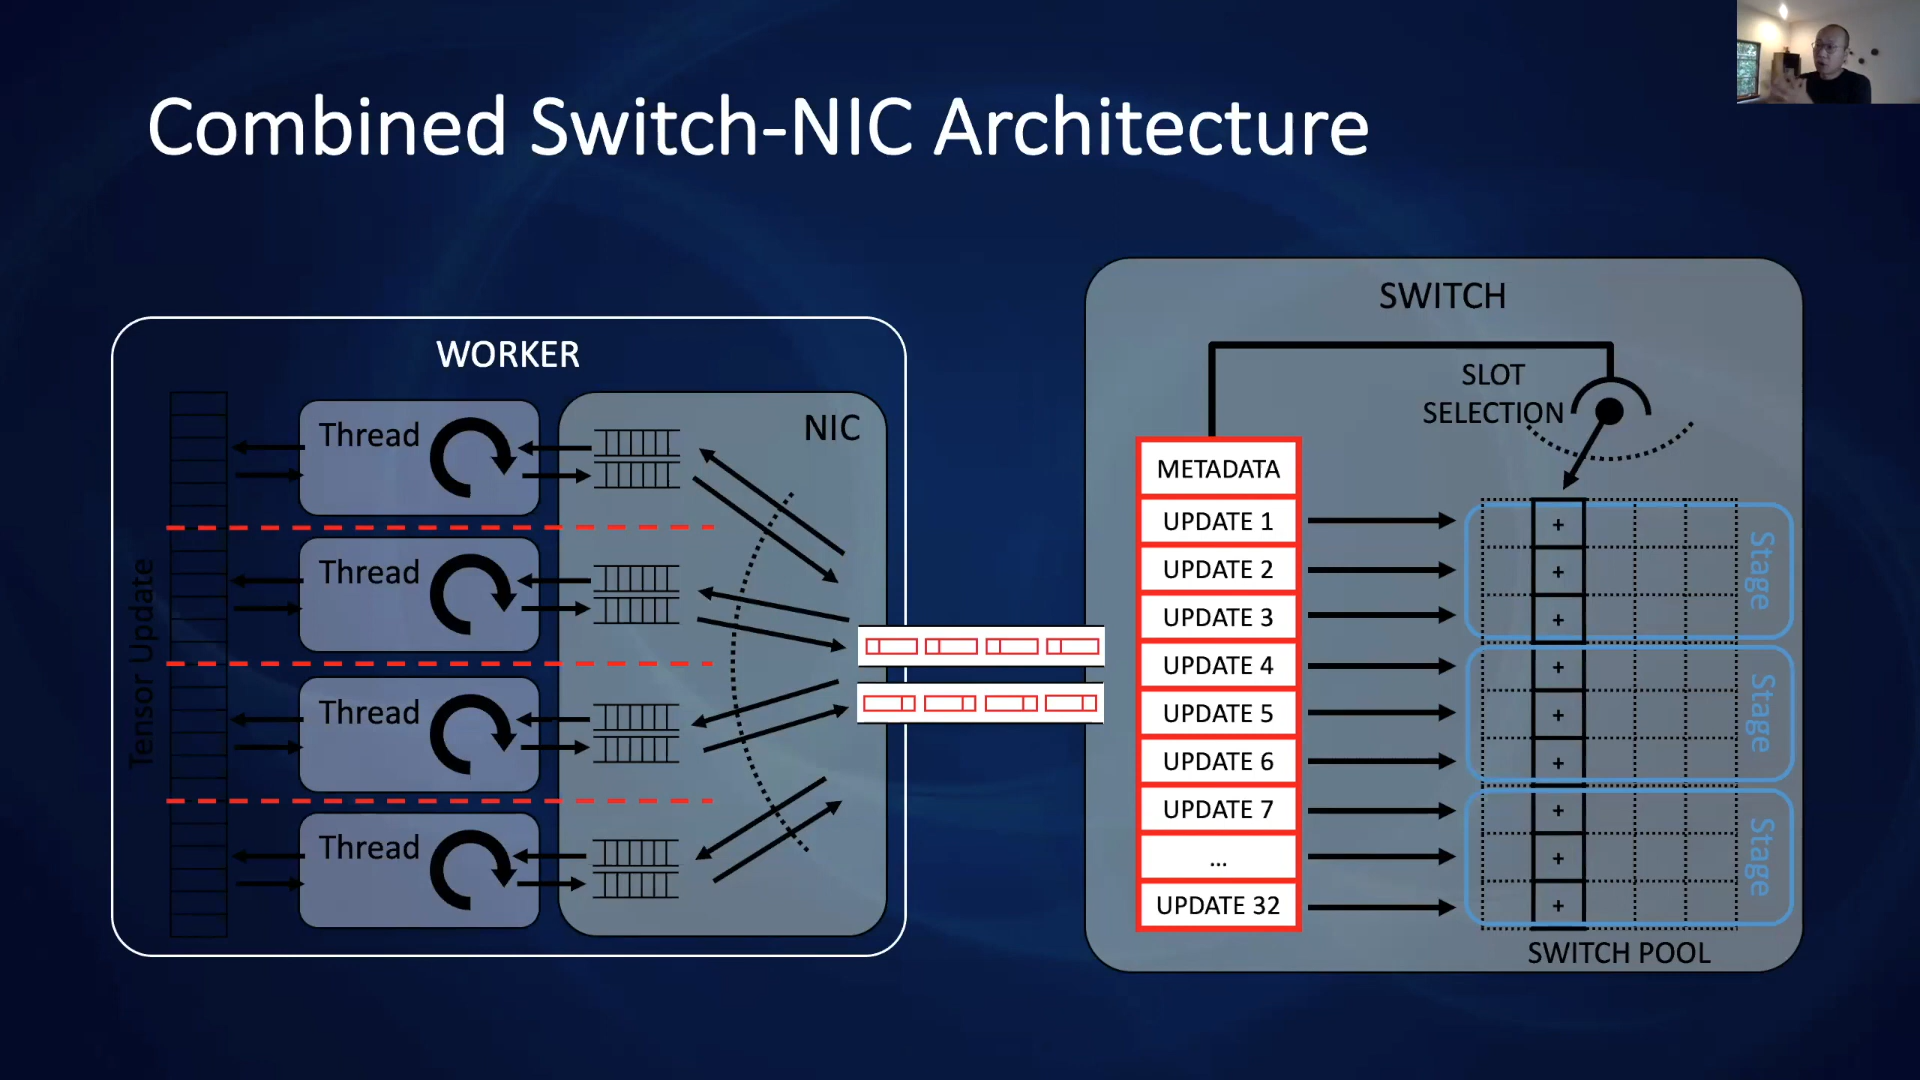 Combined Switch-NIC Architecture
WORKER
Tensor Update
Thread
Thread
Thread
Thread
NIC
SWITCH
SLOT
SELECTION
METADATA
UPDATE 1
UPDATE 2
UPDATE 3
UPDATE 4
UPDATE 5
UPDATE 6
UPDATE 7
...
UPDATE 32
+
+
+
+
+
+
+
+
+
Stage
Stage
Stage
SWITCH POOL